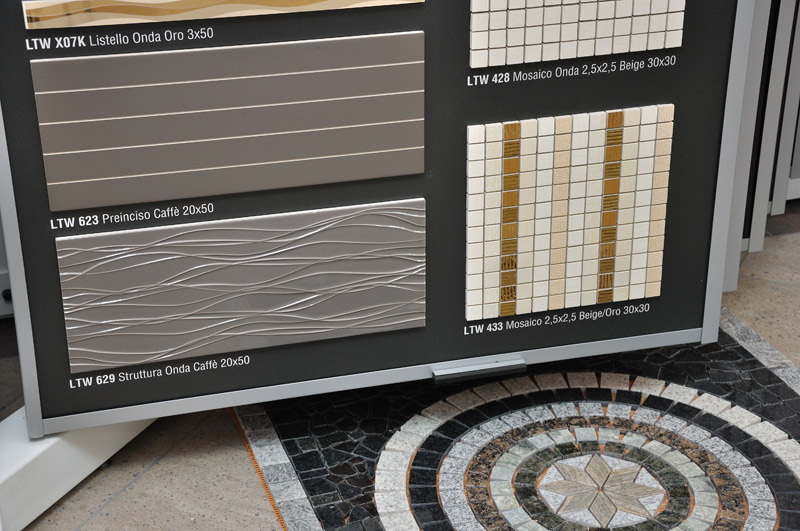 LTW X07K Listello Onda Oro 3x50
LTW 623 Preinciso Caffè 20x50
LTW 629 Struttura Onda Caffè 20x50
LTW 428 Mosaico Onda 2,5x2,5 Beige 30x30
LTW 433 Mosaico 2,5x2,5 Beige/Oro 30x30